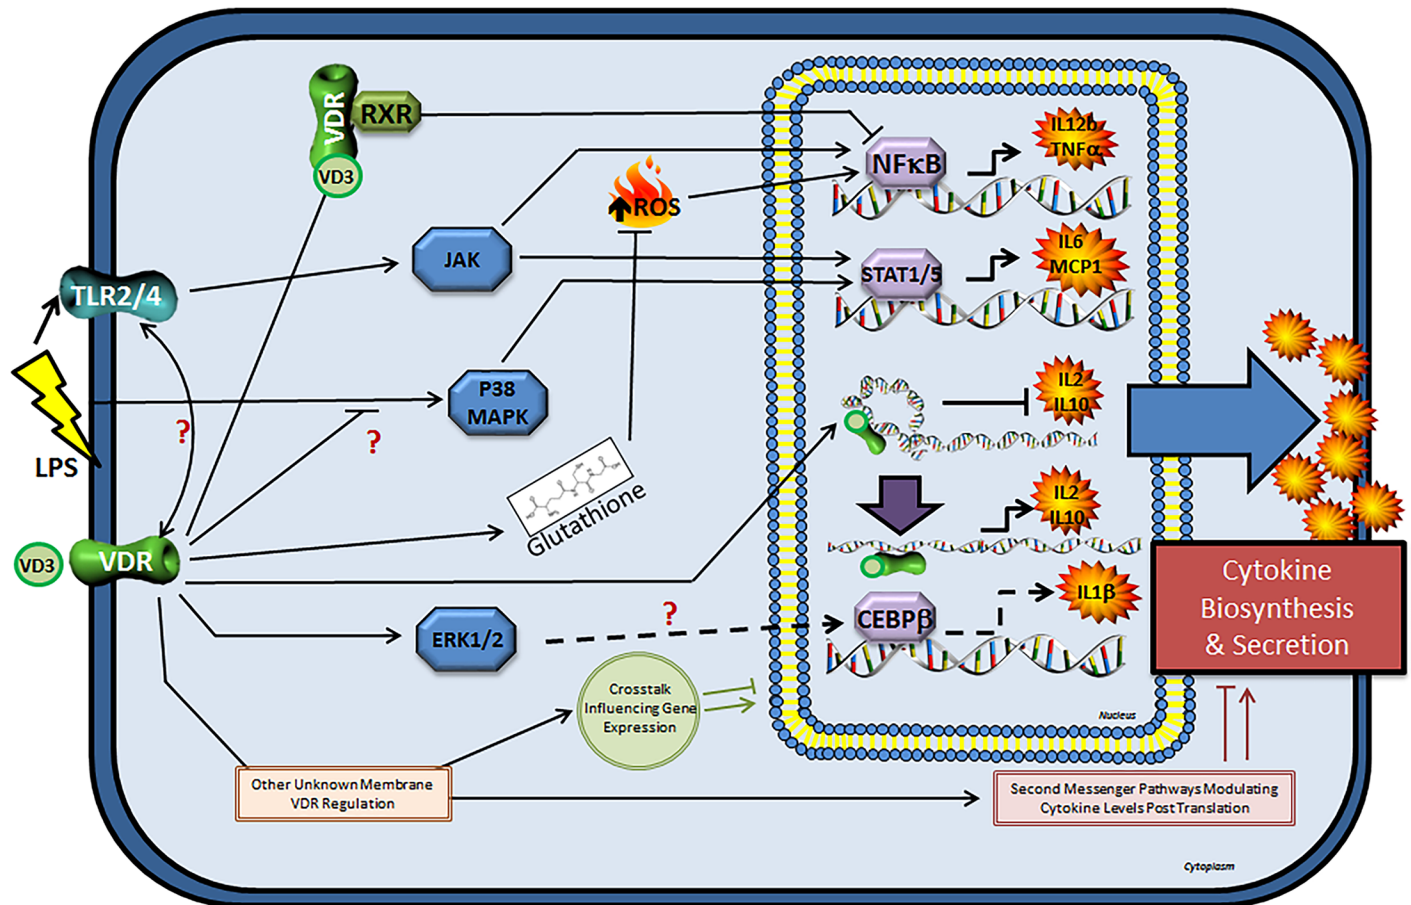 VDR
RXR
VD3
IL12b
TNFα
NFκB
ROS
JAK
IL6
MCP1
STAT1/5
TLR2/4
P38
MAPK
?
?
LPS
IL2
IL10
Glutathione
IL2
IL10
VD3
VDR
ERK1/2
?
CEBPβ
IL1β
Cytokine
Biosynthesis
& Secretion
Crosstalk
Influencing Gene
Expression
Nucleus
Other Unknown Membrane
VDR Regulation
Second Messenger Pathways Modulating
Cytokine Levels Post Translation
Cytoplasm